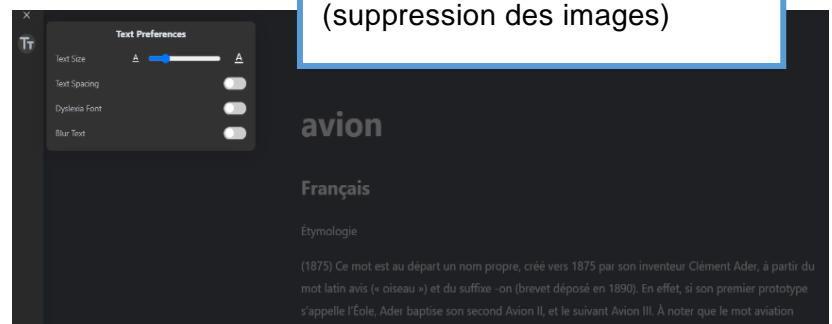 (suppression des images)
×
TT
Text Preferences
Text Size A A
Text Spacing
Dyslexia Font
Blur Text
avion
Français
Étymologie
(1875) Ce mot est au départ un nom propre, créé vers 1875 par son inventeur Clément Ader, à partir du
mot latin avis (« oiseau ») et du suffixe -on (brevet déposé en 1890). En effet, si son premier prototype
s'appelle l'Éole, Ader baptise son second Avion II, et le suivant Avion III. À noter que le mot aviation